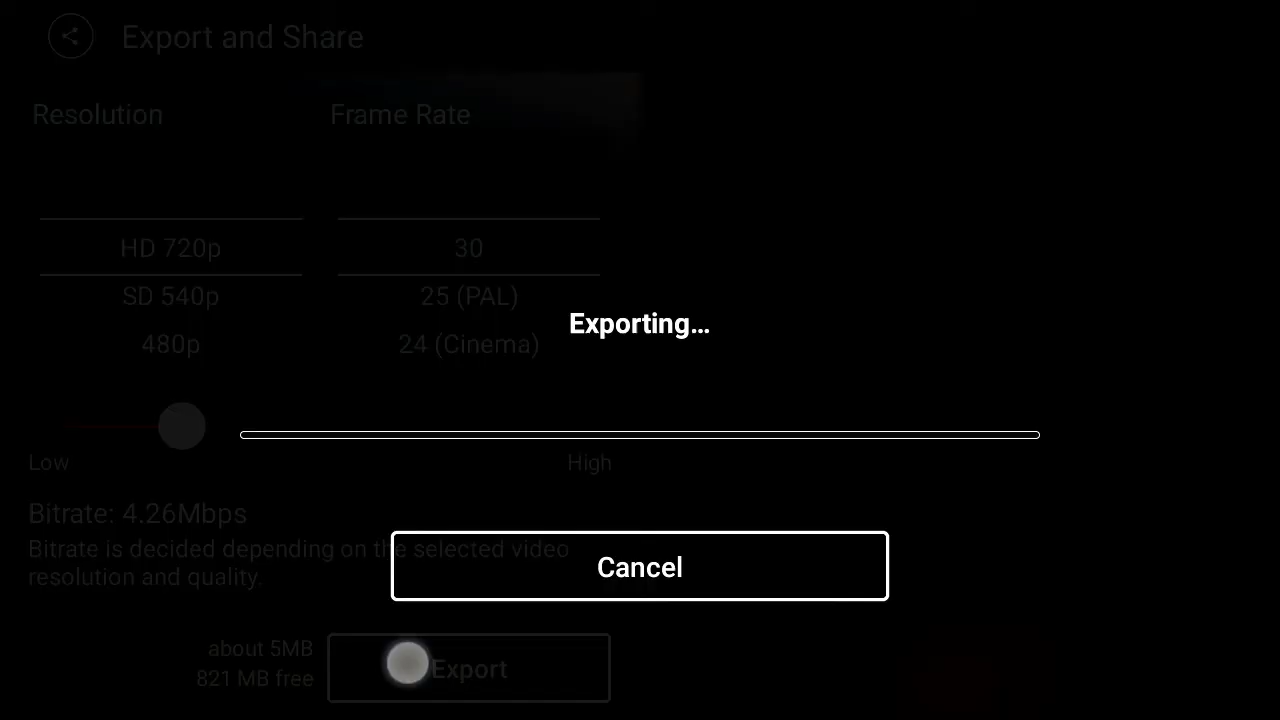 Export and Share
Resolution
Frame Rate
HD 720p
30
SD 540p
25 (PAL)
480p
24 (Cinema)
Exporting...
Low
High
Bitrate: 4.26Mbps
Bitrate is decided depending on the selected video
resolution and quality.
Cancel
about 5MB
821 MB free
Export